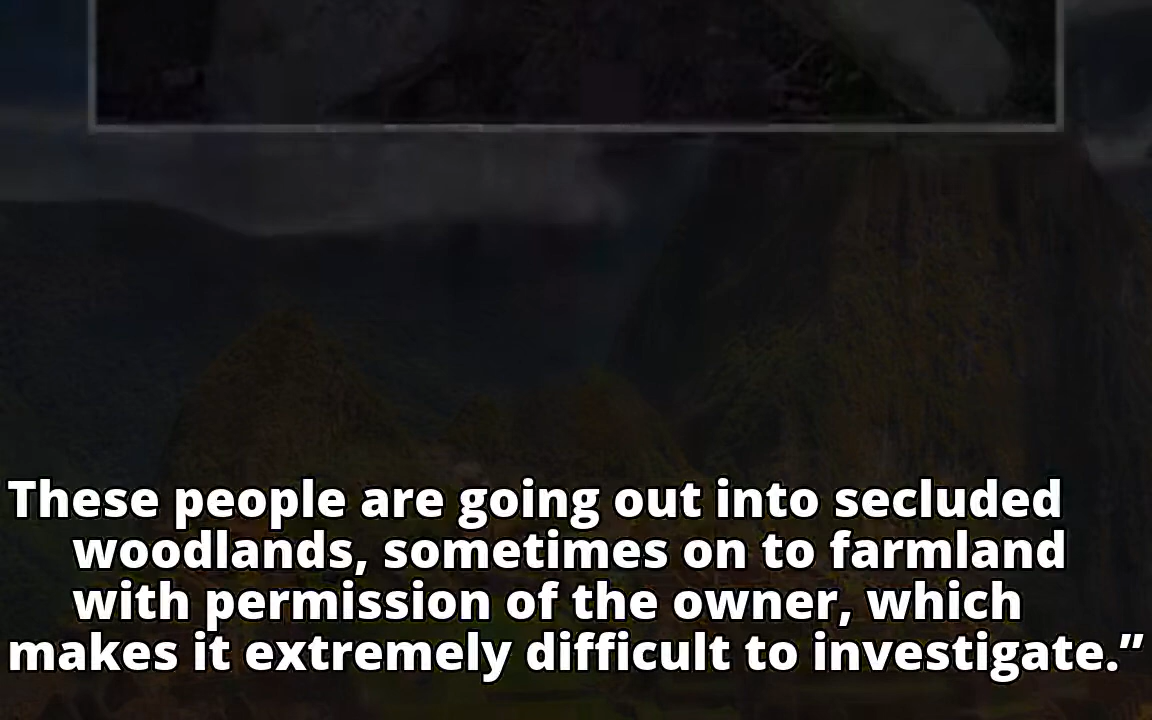 These people are going out into secluded
woodlands, sometimes on to farmland
with permission of the owner, which
makes it extremely difficult to investigate.”